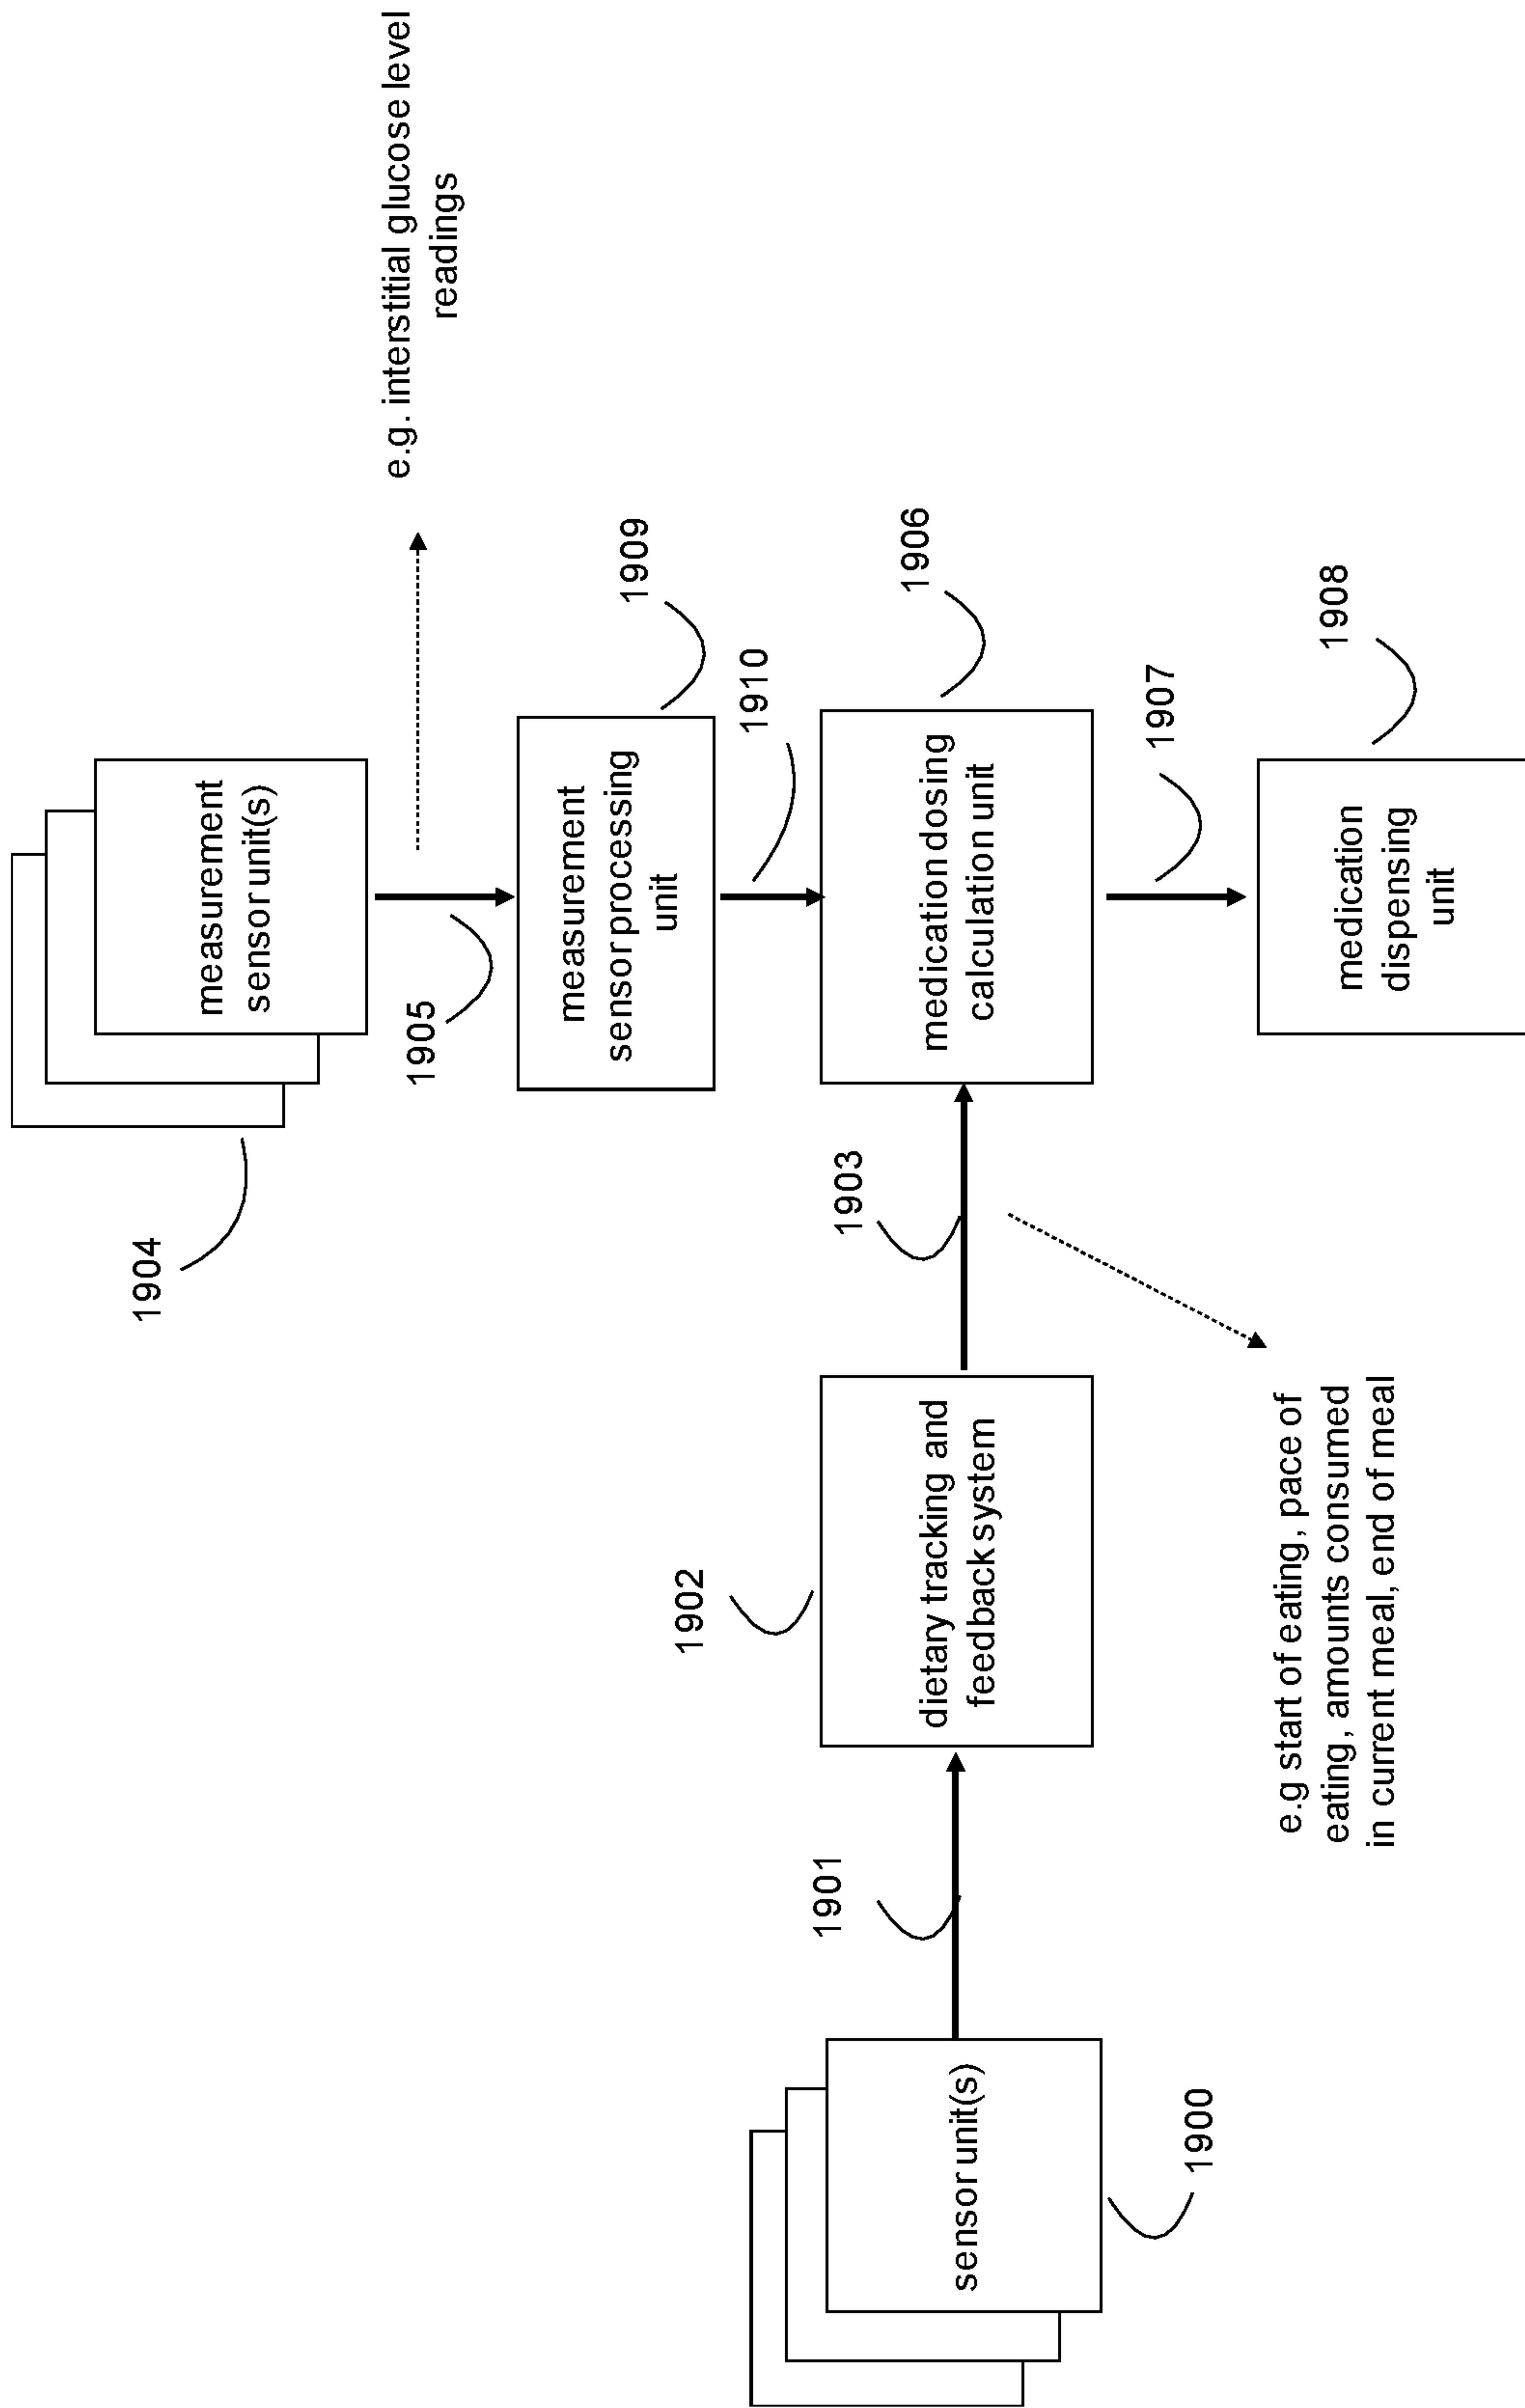 1904
measurement
sensor unit(s)
1905
e.g. interstitial glucose level
readings
measurement
sensor processing
unit
1909
1910
1902
1901
1903
sensor unit(s)
dietary tracking and
feedback system
medication dosing
calculation unit
1906
1900
1907
e.g start of eating, pace of
eating, amounts consumed
in current meal, end of meal
medication
dispensing
unit
1908